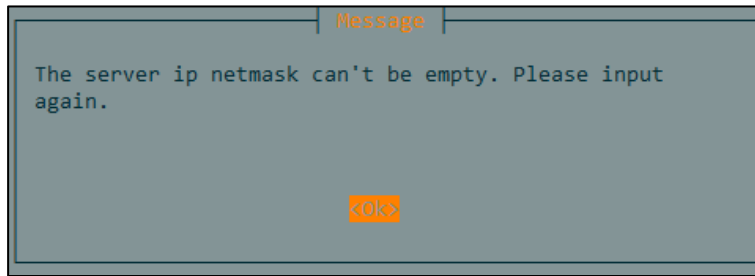 Message
The server ip netmask can't be empty. Please input
again.
<Ok>